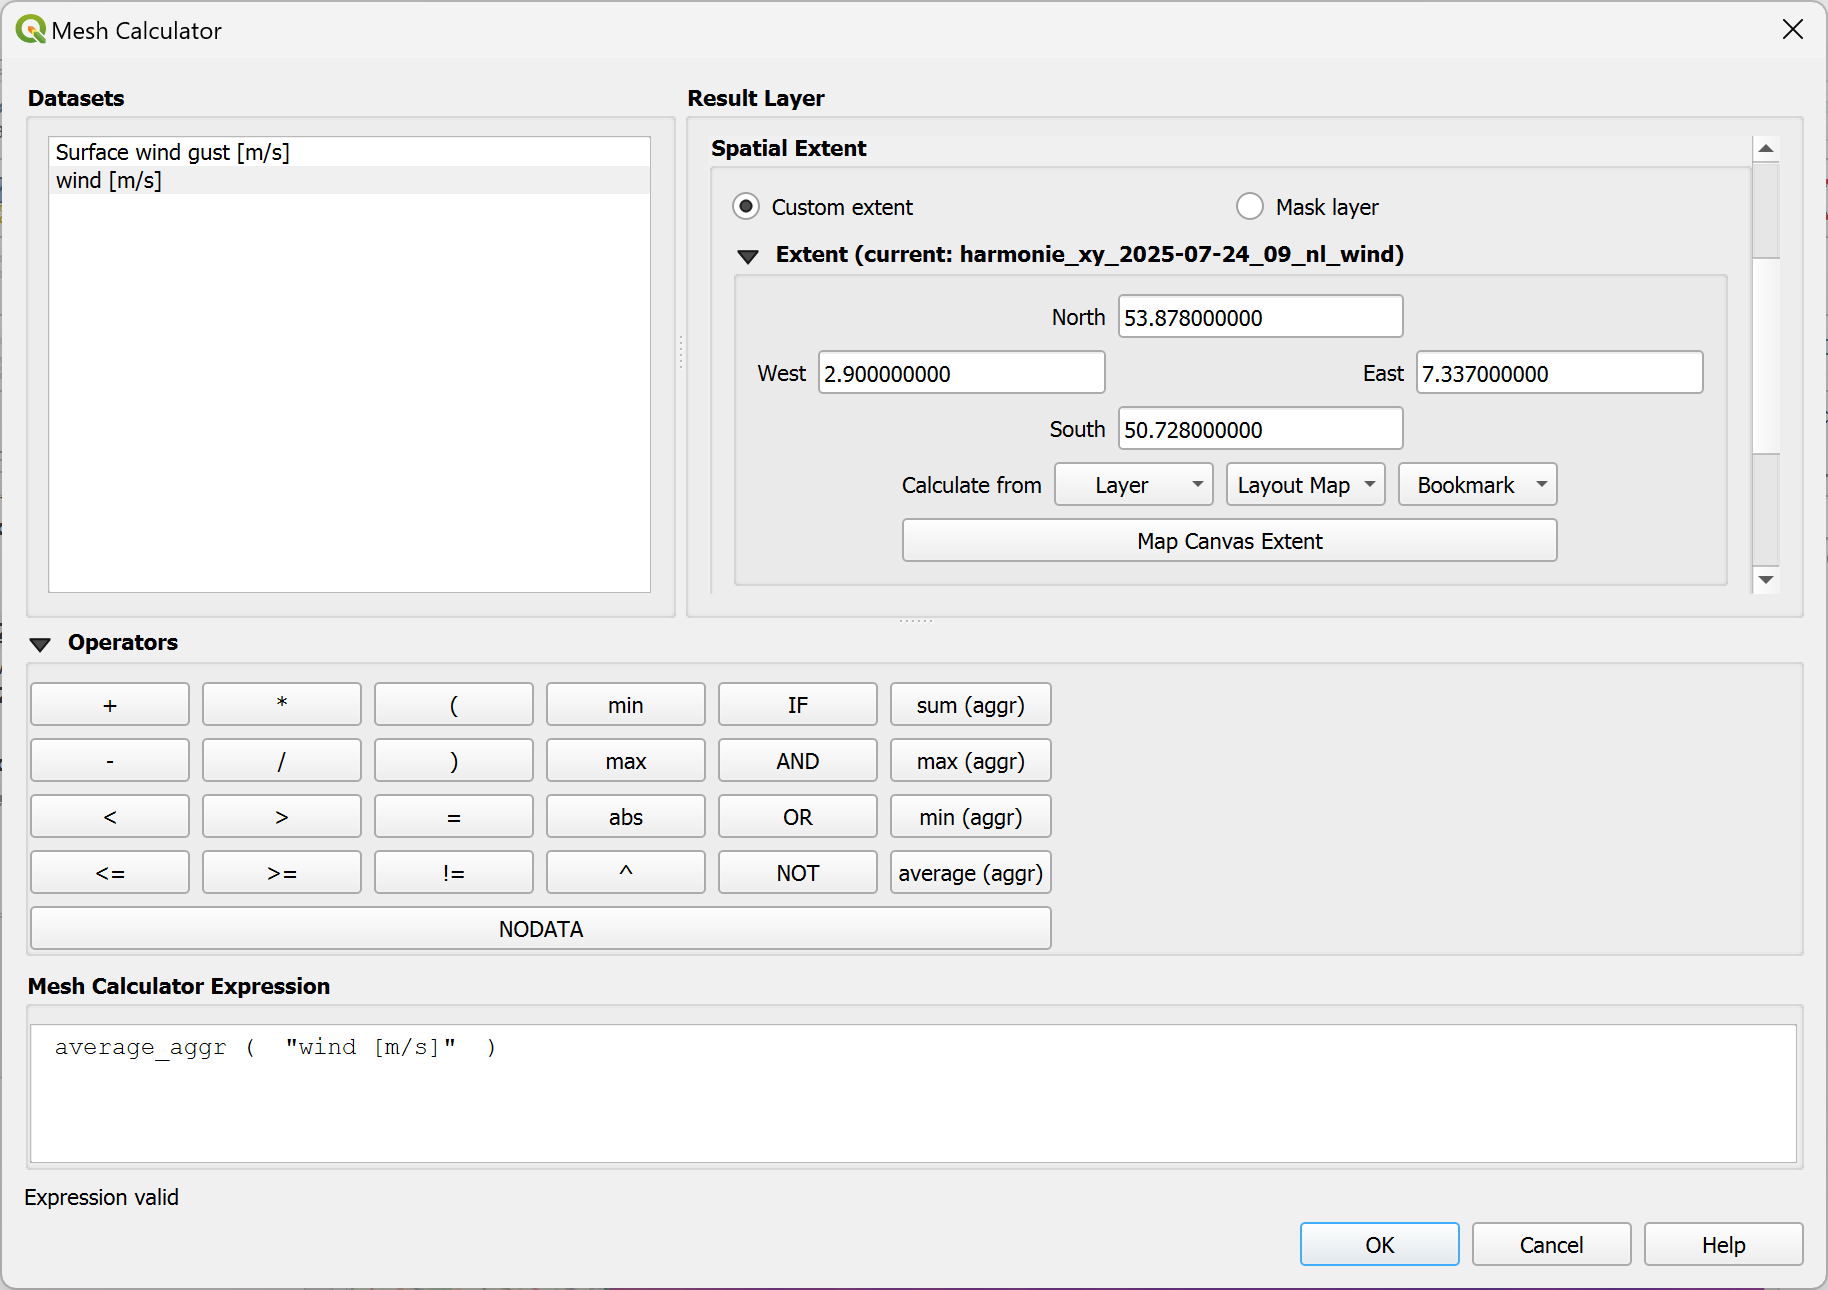 Mesh Calculator
Datasets
Surface wind gust [m/s]
wind [m/s]
Result Layer
Spatial Extent
Custom extent
Mask layer
Extent (current: harmonie_xy_2025-07-24_09_nl_wind)
North 53.878000000
West 2.900000000
East 7.337000000
South 50.728000000
Calculate from Layer Layout Map Bookmark
Map Canvas Extent
Operators
+ * ( min IF sum (aggr)
- / ) max AND max (aggr)
< > = abs OR min (aggr)
<= >= != ^ NOT average (aggr)
NODATA
Mesh Calculator Expression
average_aggr ( "wind [m/s]" )
Expression valid
OK Cancel Help